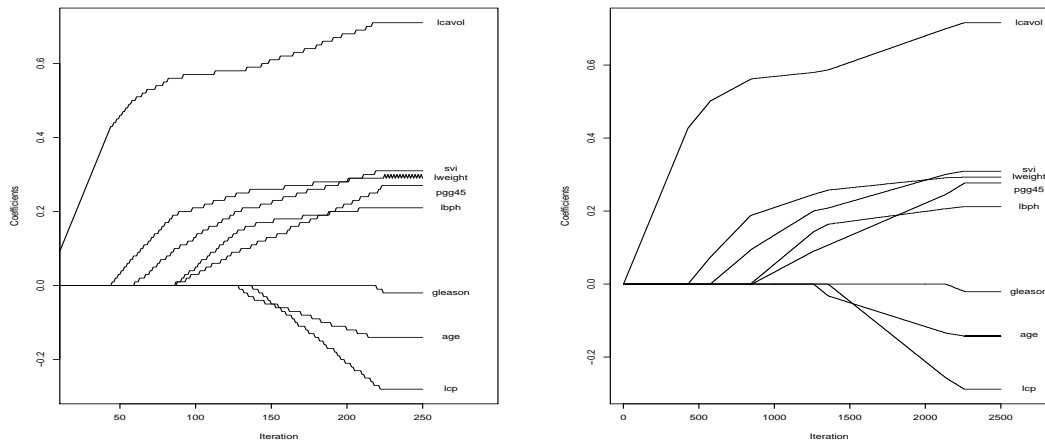 lcavol
svi
lweight
pgg45
lbph
gleason
age
lcp
0.6
0.4
0.2
0.0
−0.2
Coefficients
50
100
150
200
250
Iteration
lcavol
svi
lweight
pgg45
lbph
gleason
age
lcp
0.6
0.4
0.2
0.0
−0.2
Coefficients
0
500
1000
1500
2000
2500
Iteration